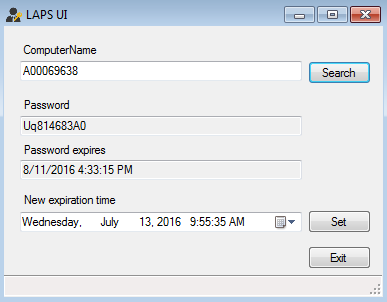 LAPS UI
ComputerName
A00069638
Search
Password
Uq814683A0
Password expires
8/11/2016 4:33:15 PM
New expiration time
Wednesday, July 13, 2016 9:55:35 AM
Set
Exit